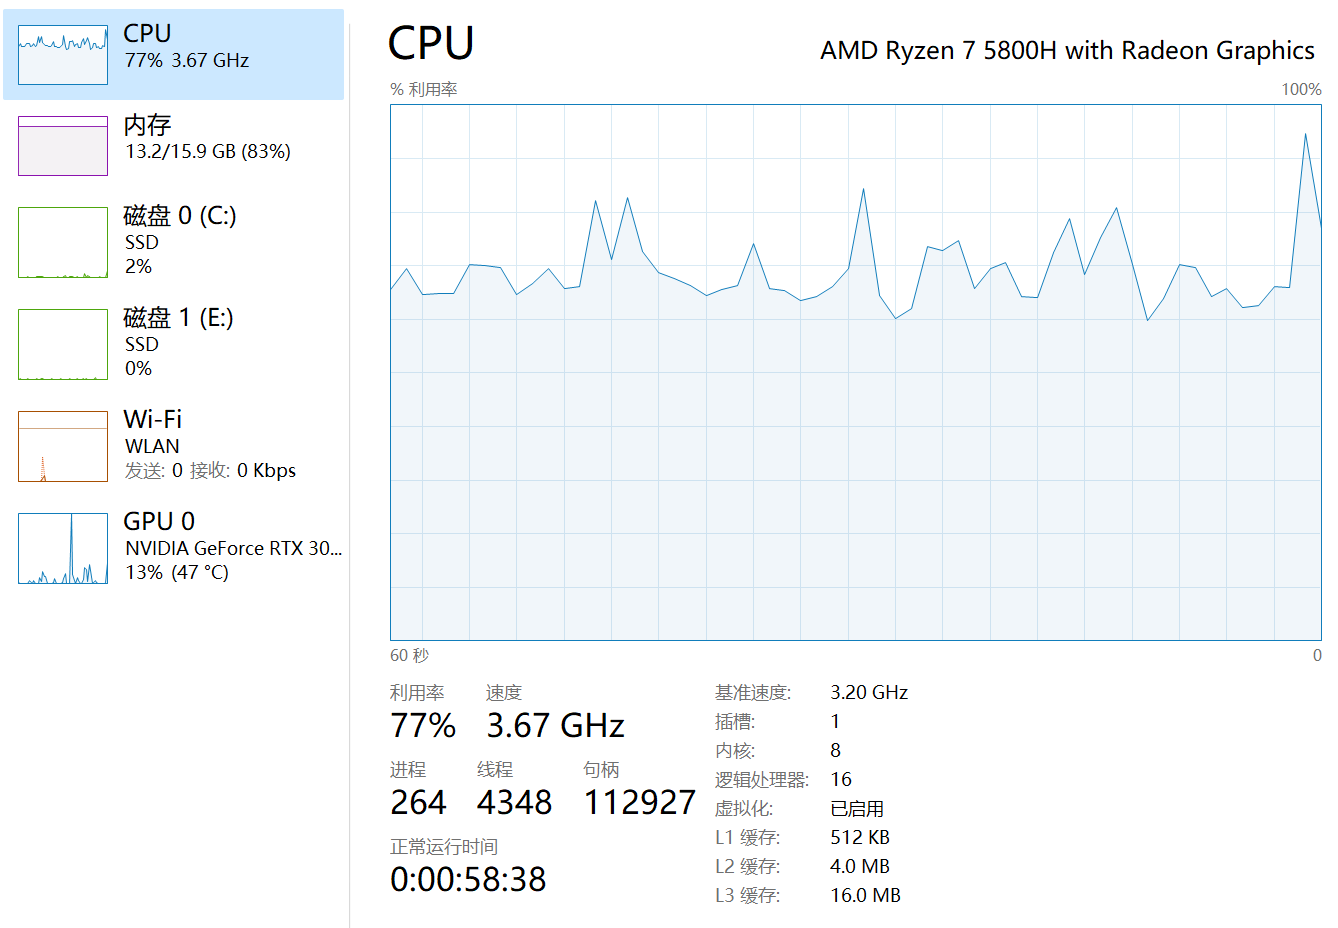 CPU
77% 3.67 GHz
内存
13.2/15.9 GB (83%)
磁盘 0 (C:)
SSD
2%
磁盘 1 (E:)
SSD
0%
Wi-Fi
WLAN
发送: 0 接收: 0 Kbps
GPU 0
NVIDIA GeForce RTX 30...
13% (47 °C)
CPU
AMD Ryzen 7 5800H with Radeon Graphics
% 利用率 100%
60 秒 0
利用率 速度
77% 3.67 GHz
进程 线程 句柄
264 4348 112927
正常运行时间
0:00:58:38
基准速度: 3.20 GHz
插槽: 1
内核: 8
逻辑处理器: 16
虚拟化: 已启用
L1 缓存: 512 KB
L2 缓存: 4.0 MB
L3 缓存: 16.0 MB